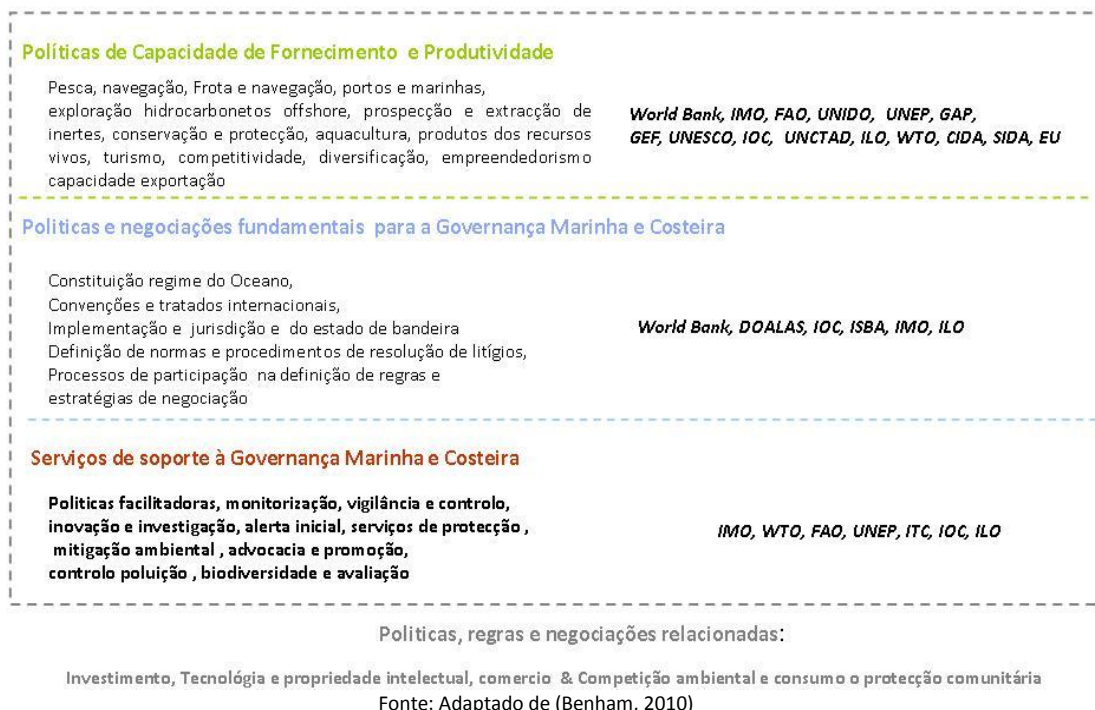 Políticas de Capacidade de Fornecimento e Produtividade
Pesca, navegação, Frota e navegação, portos e marinhas,
exploração hidrocarbonetos offshore, prospecção e extracção de
inertes, conservação e protecção, aquacultura, produtos dos recursos
vivos, turismo, competitividade, diversificação, empreendedorismo
capacidade exportação
World Bank, IMO, FAO, UNIDO, UNEP, GAP,
GEF, UNESCO, IOC, UNCTAD, ILO, WTO, CIDA, SIDA, EU
Politicas e negociações fundamentais para a Governança Marinha e Costeira
Constituição regime do Oceano,
Convenções e tratados internacionais,
Implementação e jurisdição e do estado de bandeira
Definição de normas e procedimentos de resolução de litígios,
Processos de participação na definição de regras e
estratégias de negociação
World Bank, DOALAS, IOC, ISBA, IMO, ILO
Serviços de soporte à Governança Marinha e Costeira
Politicas facilitadoras, monitorização, vigilância e controlo,
inovação e investigação, alerta inicial, serviços de protecção ,
mitigação ambiental , advocacia e promoção,
controlo poluição , biodiversidade e avaliação
IMO, WTO, FAO, UNEP, ITC, IOC, ILO
Politicas, regras e negociações relacionadas:
Investimento, Tecnológia e propriedade intelectual, comercio & Competição ambiental e consumo o protecção comunitária
Fonte: Adaptado de (Benham, 2010)